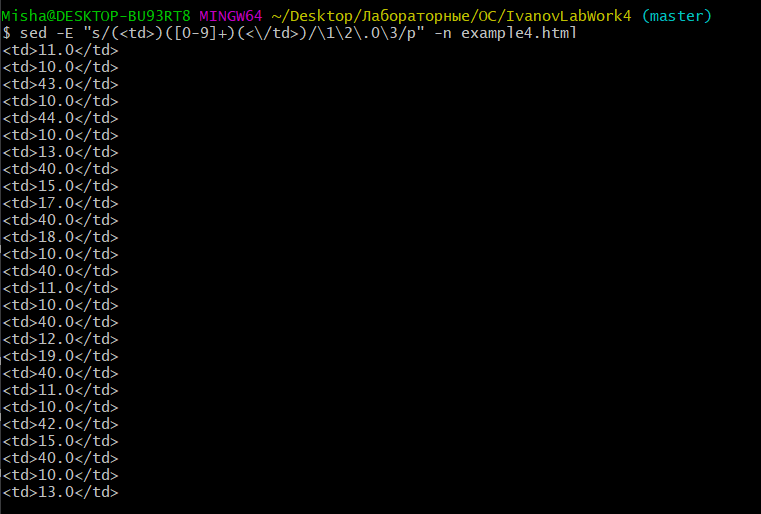 Misha@DESKTOP-BU93RT8 MINGW64 ~/Desktop/Лабораторные/ОС/IvanovLabWork4 (master)
$ sed -E "s/(<td>)([0-9]+)(<\/td>)/\1\2\.0\3/p" -n example4.html
<td>11.0</td>
<td>10.0</td>
<td>43.0</td>
<td>10.0</td>
<td>44.0</td>
<td>10.0</td>
<td>13.0</td>
<td>40.0</td>
<td>15.0</td>
<td>17.0</td>
<td>40.0</td>
<td>18.0</td>
<td>10.0</td>
<td>40.0</td>
<td>11.0</td>
<td>10.0</td>
<td>40.0</td>
<td>12.0</td>
<td>19.0</td>
<td>40.0</td>
<td>11.0</td>
<td>10.0</td>
<td>42.0</td>
<td>15.0</td>
<td>40.0</td>
<td>10.0</td>
<td>13.0</td>